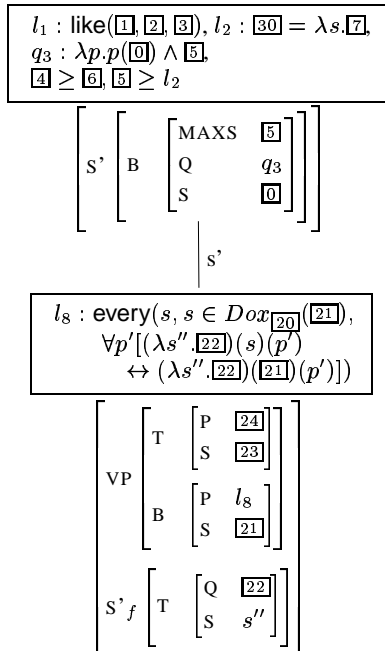 l₁ : like(1, 2, 3), l₂ : 30 = λs.7,
q₃ : λp.p(0) ∧ 5,
4 ≥ 6, 5 ≥ l₂
S' B MAXS 5
Q q₃
S 0
s'
l₈ : every(s, s ∈ Dox₂₀(21),
∀p'[(λs''.22)(s)(p')
↔ (λs''.22)(21)(p')])
VP T P 24
S 23
B P l₈
S 21
S'f T Q 22
S s''